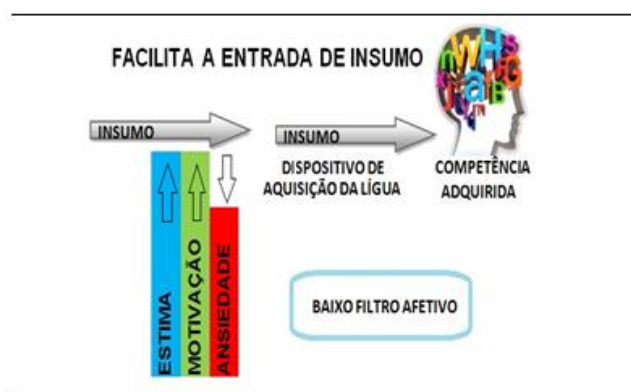 FACILITA A ENTRADA DE INSUMO
INSUMO
INSUMO
DISPOSITIVO DE
AQUISIÇÃO DA LÍGUA
COMPETÊNCIA
ADQUIRIDA
ESTIMA
MOTIVAÇÃO
ANSIEDADE
BAIXO FILTRO AFETIVO